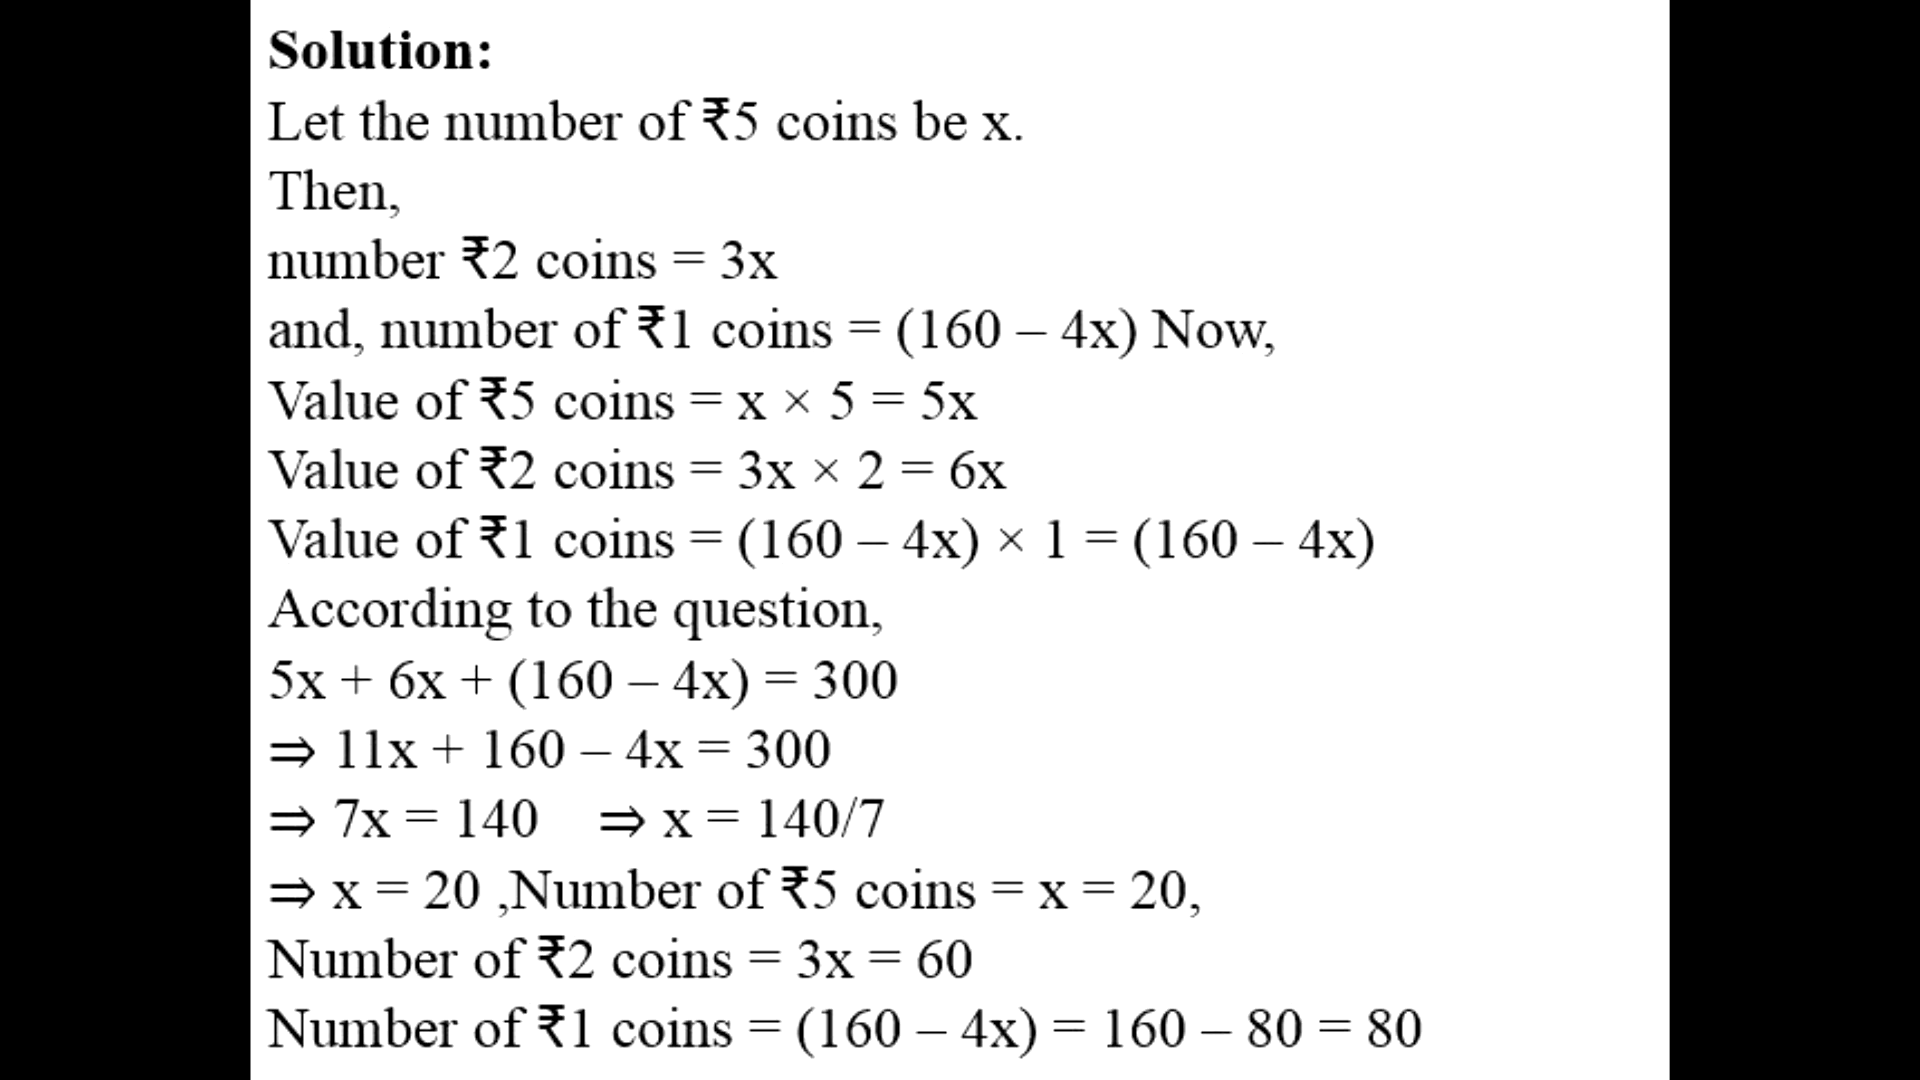 Solution:
Let the number of ₹5 coins be x.
Then,
number ₹2 coins = 3x
and, number of ₹1 coins = (160 – 4x) Now,
Value of ₹5 coins = x × 5 = 5x
Value of ₹2 coins = 3x × 2 = 6x
Value of ₹1 coins = (160 – 4x) × 1 = (160 – 4x)
According to the question,
5x + 6x + (160 – 4x) = 300
⇒ 11x + 160 – 4x = 300
⇒ 7x = 140 ⇒ x = 140/7
⇒ x = 20 ,Number of ₹5 coins = x = 20,
Number of ₹2 coins = 3x = 60
Number of ₹1 coins = (160 – 4x) = 160 – 80 = 80